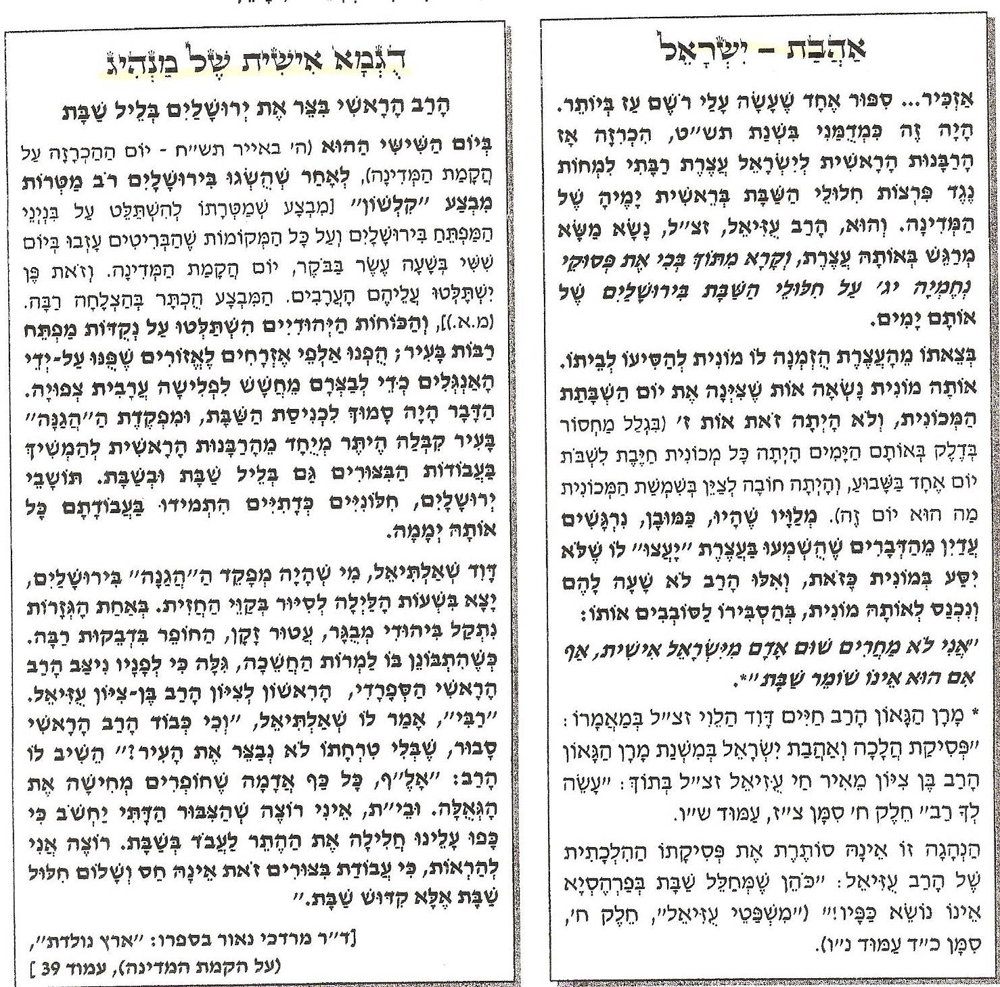 אַהֲבַת – יִשְׂרָאֵל
אַזְכִּיר... סִפּוּר אֶחָד שֶׁעָשָׂה עָלַי רֹשֶׁם עַז בְּיוֹתֵר.
הָיָה זֶה כִּמְדֻמַּנִי בִּשְׁנַת תש״ט, הִכְרִזָה אָז
הָרַבָּנוּת הָרָאשִׁית לְיִשְׂרָאֵל עֲצֶרֶת רַבָּתִי לִמְחוֹת
נֶגֶד פִּרְצוֹת חִלּוּלֵי הַשַּׁבָּת בְּרֵאשִׁית יָמֶיהָ שֶׁל
הַמְּדִינָה. וְהוּא, הָרַב עֻזִּיאֵל, זצ״ל, נָשָׂא מַשָּׂא
מְרַגֵּשׁ בְּאוֹתָהּ עֲצֶרֶת, וְקָרָא מִתּוֹךְ בְּכִי אֶת פְּסוּקֵי
נְחֶמְיָה יג׳ עַל חִלּוּלֵי הַשַּׁבָּת בִּירוּשָׁלַיִם שֶׁל
אוֹתָם יָמִים.
בְּצֵאתוֹ מֵהָעֲצֶרֶת הֻזְמְנָה לוֹ מוֹנִית לְהַסִּיעוֹ לְבֵיתוֹ.
אוֹתָה מוֹנִית נָשְׂאָה אוֹת שֶׁצִּיְּנָה אֶת יוֹם הַשְׁבָּתַת
הַמְּכוֹנִית, וְלֹא הָיְתָה זֹאת אוֹת ז׳ (בִּגְלַל מַחְסוֹר
בְּדֶלֶק בְּאוֹתָם הַיָּמִים הָיְתָה כָּל מְכוֹנִית חַיֶּבֶת לִשְׁבֹּת
יוֹם אֶחָד בַּשָּׁבוּעַ, וְהָיְתָה חוֹבָה לְצַיֵּן בְּשִׁמְשַׁת הַמְּכוֹנִית
מַה הוּא יוֹם זֶה). מְלַוָּיו שֶׁהָיוּ, כַּמּוּבָן, נִרְגָּשִׁים
עֲדַיִן מֵהַדְּבָרִים שֶׁהֻשְׁמְעוּ בַּעֲצֶרֶת ״יָעֲצוּ״ לוֹ שֶׁלֹּא
יִסַּע בְּמוֹנִית כָּזֹאת, וְאִלּוּ הָרַב לֹא שָׁעָה לָהֶם
וְנִכְנַס לְאוֹתָהּ מוֹנִית, בְּהַסְבִּירוֹ לַסּוֹבְבִים אוֹתוֹ:
״אֲנִי לֹא מַחֲרִים שׁוּם אָדָם מִיִּשְׂרָאֵל אִישִׁית, אַף
אִם הוּא אֵינוֹ שׁוֹמֵר שַׁבָּת״*.
* מָרָן הַגָּאוֹן הָרַב חַיִּים דָּוִד הַלֵּוִי זצ״ל בְּמַאֲמָרוֹ:
״פְּסִיקַת הֲלָכָה וְאַהֲבַת יִשְׂרָאֵל בְּמִשְׁנַת מָרָן הַגָּאוֹן
הָרַב בֶּן צִיּוֹן מֵאִיר חַי עֻזִּיאֵל זצ״ל בְּתוֹךְ: ״עֲשֵׂה
לְךָ רַב״ חֵלֶק ח׳ סִמָּן צ״ז, עַמּוּד ש״ו.
הַנְהָגָה זוֹ אֵינָהּ סוֹתֶרֶת אֶת פְּסִיקָתוֹ הַהִלְכָתִית
שֶׁל הָרַב עֻזִּיאֵל: ״כֹּהֵן שֶׁמְּחַלֵּל שַׁבָּת בְּפַרְהֶסְיָא
אֵינוֹ נוֹשֵׂא כַּפָּיו!״ (״מִשְׁפְּטֵי עֻזִּיאֵל״, חֵלֶק ח׳,
סִמָּן כ״ד עַמּוּד נ״ו).
דֻּגְמָא אִישִׁית שֶׁל מַנְהִיג
הָרַב הָרָאשִׁי בִּצֵּר אֶת יְרוּשָׁלַיִם בְּלֵיל שַׁבָּת
בְּיוֹם הַשִּׁישִּׁי הַהוּא (ה׳ באייר תש״ח - יוֹם הַהַכְרָזָה עַל
הֲקָמַת הַמְּדִינָה), לְאַחַר שֶׁהֻשְּׂגוּ בִּירוּשָׁלַיִם רֹב מַטְּרוֹת
מִבְצַע ״קִלְשׁוֹן״ [מִבְצָע שֶׁמַּטְּרָתוֹ לְהִשְׁתַּלֵּט עַל בִּנְיְנֵי
הַמַּפְתֵּחַ בִּירוּשָׁלַיִם וְעַל כָּל הַמְּקוֹמוֹת שֶׁהַבְּרִיטִים עָזְבוּ בְּיוֹם
שִׁשִּׁי בְּשָׁעָה עֶשֶׂר בַּבֹּקֶר, יוֹם הֲקָמַת הַמְּדִינָה. וְזֹאת פֶּן
יִשְׁתַּלְּטוּ עֲלֵיהֶם הָעֲרָבִים. הַמִּבְצָע הֻכְתַּר בְּהַצְלָחָה רַבָּה.
(מ.א.)], וְהַכּוֹחוֹת הַיְּהוּדִיִּים הִשְׁתַּלְּטוּ עַל נְקֻדּוֹת מַפְתֵּחַ
רַבּוֹת בָּעִיר; הֻפְנוּ אַלְפֵי אֶזְרָחִים לָאֲזוֹרִים שֶׁפֻּנּוּ עַל-יְדֵי
הָאַנְגְּלִים כְּדֵי לְבַצְּרָם מֵחֲשָׁשׁ לִפְלִישָׁה עֲרָבִית צְפוּיָה.
הַדָּבָר הָיָה סָמוּךְ לִכְנִיסַת הַשַּׁבָּת, וּמִפְקֶדֶת הַ״הֲגַנָּה״
בָּעִיר קִבְּלָה הֶיתֵּר מְיֻחָד מֵהָרַבָּנוּת הָרָאשִׁית לְהַמְשִׁיךְ
בַּעֲבוֹדוֹת הַבִּצּוּרִים גַּם בְּלֵיל שַׁבָּת וּבְשַׁבָּת. תּוֹשָׁבֵי
יְרוּשָׁלַיִם, חִלּוֹנִיִּים כְּדָתִיִּים הִתְמִידוּ בַּעֲבוֹדָתָם כָּל
אוֹתָהּ יְמָמָה.
דָּוִד שְׁאַלְתִּיאֵל, מִי שֶׁהָיָה מְפַקֵּד הַ״הֲגַנָּה״ בִּירוּשָׁלַיִם,
יָצָא בִּשְׁעוֹת הַלַּיְלָה לְסִיּוּר בְּקַוֵּי הַחֲזִית. בְּאַחַת הַגְּזָרוֹת
נִתְקַל בִּיהוּדִי מְבֻגָּר, עֲטוּר זָקָן, הַחוֹפֵר בִּדְבֵקוּת רַבָּה.
כְּשֶׁהִתְבּוֹנֵן בּוֹ לַמְרוֹת הַחֲשֵׁכָה, גִּלָּה כִּי לְפָנָיו נִיצַּב הָרַב
הָרָאשִׁי הַסְּפָרָדִי, הָרִאשׁוֹן לְצִיּוֹן הָרַב בֶּן-צִיּוֹן עֻזִּיאֵל.
״רַבִּי״, אָמַר לוֹ שְׁאַלְתִּיאֵל, ״וְכִי כְּבוֹד הָרַב הָרָאשִׁי
סָבוּר, שֶׁבְּלִי טִרְחָתוֹ לֹא נְבַצֵּר אֶת הָעִיר?״ הֵשִׁיב לוֹ
הָרַב: ״אָלֶ״ף, כָּל כַּף אֲדָמָה שֶׁחוֹפְרִים מְחִישָׁה אֶת
הַגְּאֻלָּה. וּבֵי״ת, אֵינִי רוֹצֶה שֶׁהַצִּבּוּר הַדָּתִי יַחְשֹׁב כִּי
כָּפוּ עָלֵינוּ חֲלִילָה אֶת הַהֶתֵּר לַעֲבֹד בְּשַׁבָּת. רוֹצֶה אֲנִי
לְהַרְאוֹת, כִּי עֲבוֹדַת בִּצּוּרִים זֹאת אֵינָהּ חַס וְשָׁלוֹם חִלּוּל
שַׁבָּת אֶלָּא קִדּוּשׁ שַׁבָּת.״
[ד״ר מרדכי נאור בספרו: ״ארץ נולדת״,
(על הקמת המדינה), עמוד 39 ]